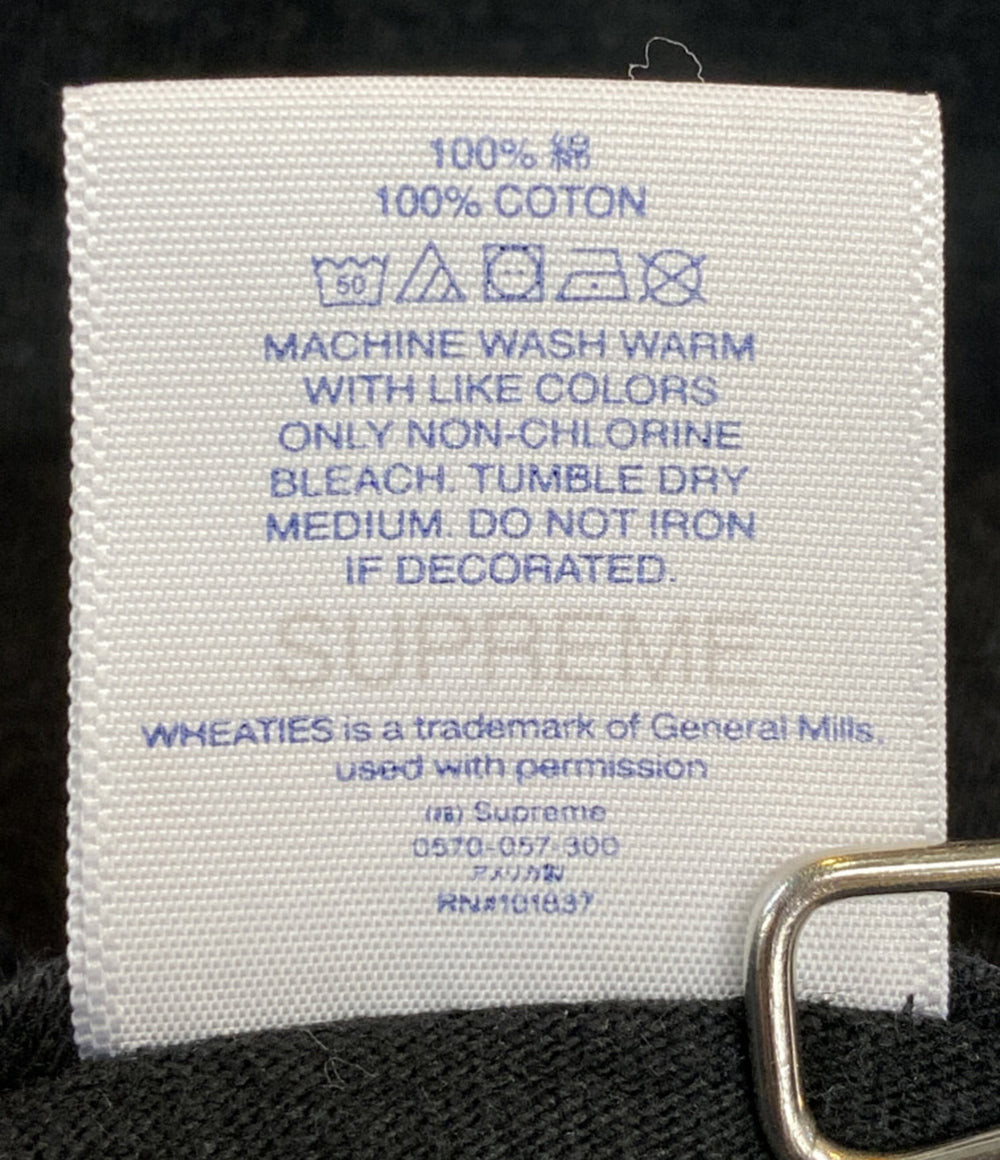 100% 綿
100% COTON
50
MACHINE WASH WARM
WITH LIKE COLORS
ONLY NON-CHLORINE
BLEACH. TUMBLE DRY
MEDIUM. DO NOT IRON
IF DECORATED.
SUPREME
WHEATIES is a trademark of General Mills,
used with permission
Supreme
0570-057 300
アメリカ製
RN#101837